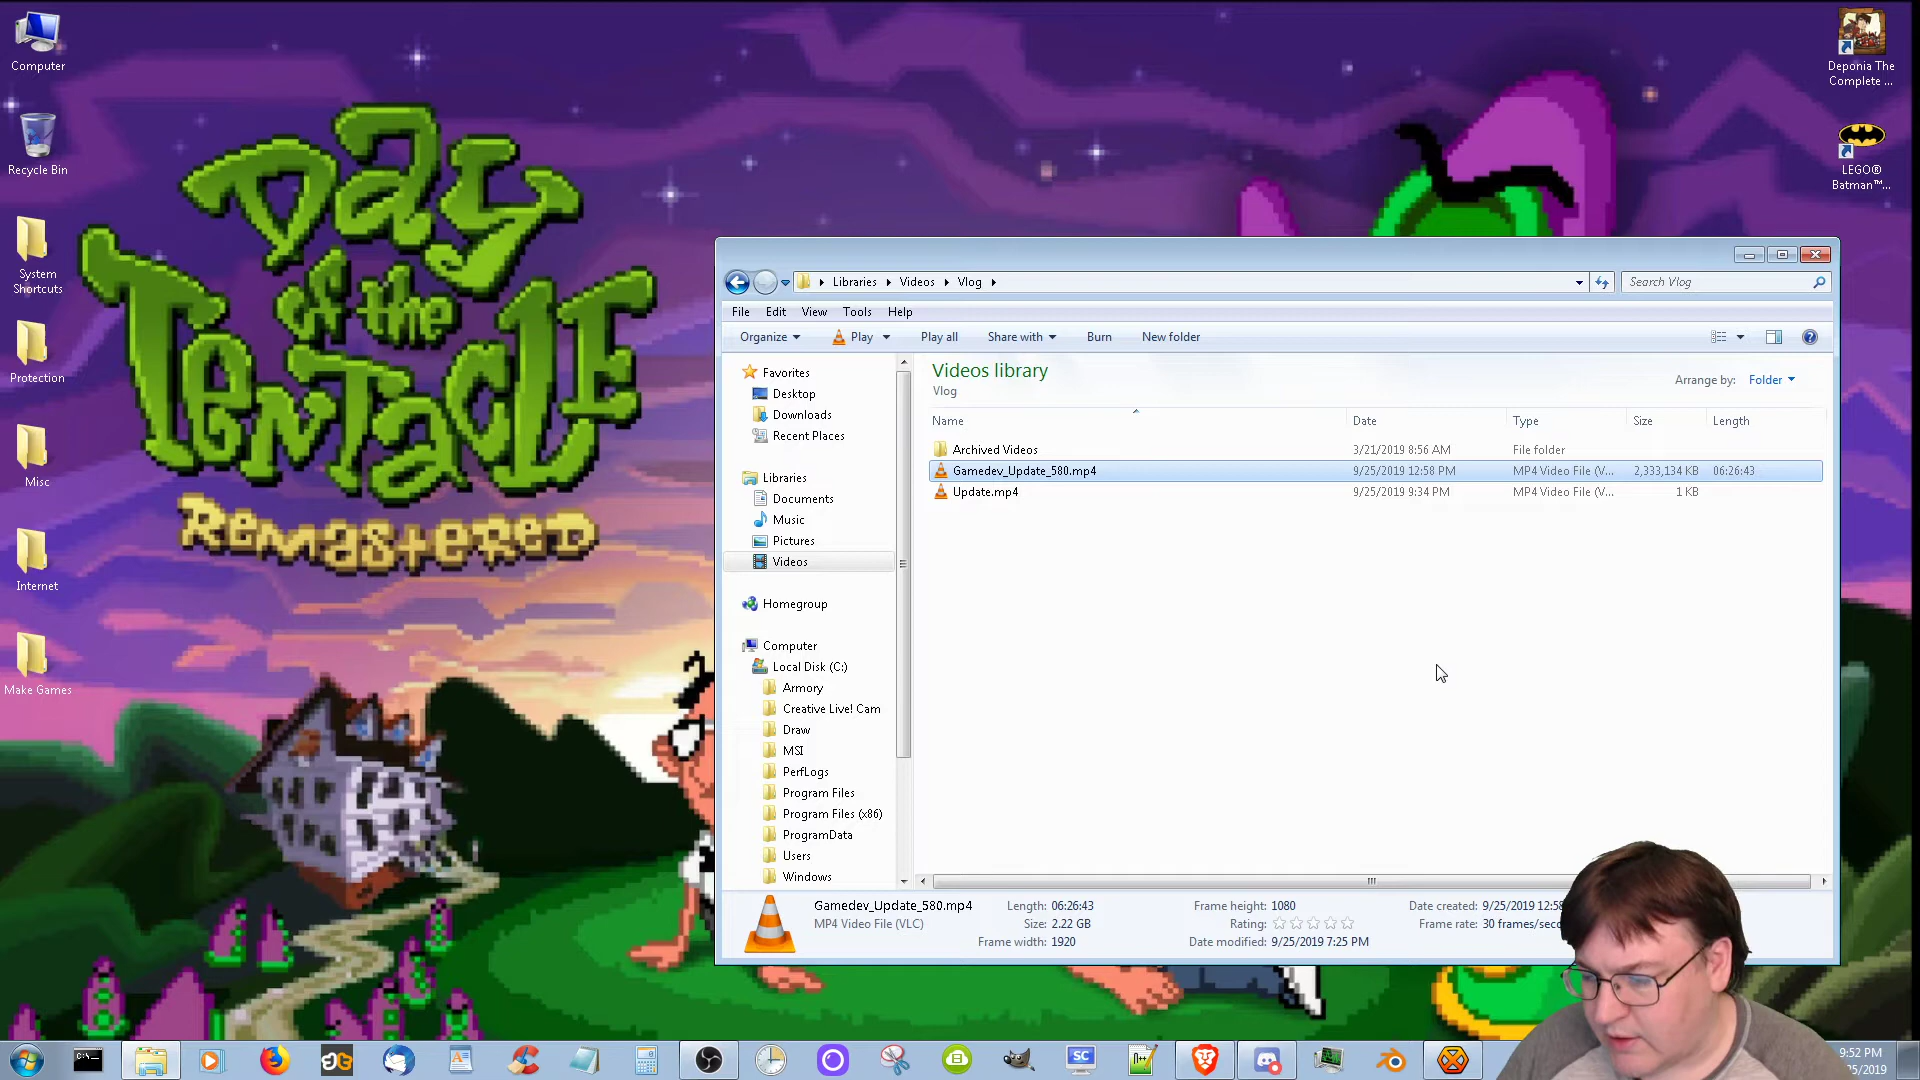 Computer
Recycle Bin
System
Shortcuts
Protection
Misc
Internet
Make Games
Day
of the
Tentacle
Remastered
Deponia The
Complete ...
LEGO®
Batman™...
Libraries
Videos
Vlog
Search Vlog
File
Edit
View
Tools
Help
Organize
Play
Play all
Share with
Burn
New folder
Favorites
Desktop
Downloads
Recent Places
Libraries
Documents
Music
Pictures
Videos
Homegroup
Computer
Local Disk (C:)
Armory
Creative Live! Cam
Draw
MSI
PerfLogs
Program Files
Program Files (x86)
ProgramData
Users
Windows
Videos library
Vlog
Arrange by: Folder
Name Date Type Size Length
Archived Videos 3/21/2019 8:56 AM File folder
Gamedev_Update_580.mp4 9/25/2019 12:58 PM MP4 Video File (V... 2,333,134 KB 06:26:43
Update.mp4 9/25/2019 9:34 PM MP4 Video File (V... 1 KB
Gamedev_Update_580.mp4 Length: 06:26:43 Frame height: 1080 Date created: 9/25/2019 12:58
MP4 Video File (VLC) Size: 2.22 GB Rating: Frame rate: 30 frames/seco
Frame width: 1920 Date modified: 9/25/2019 7:25 PM
C:\
SC
n++
9:52 PM
/25/2019